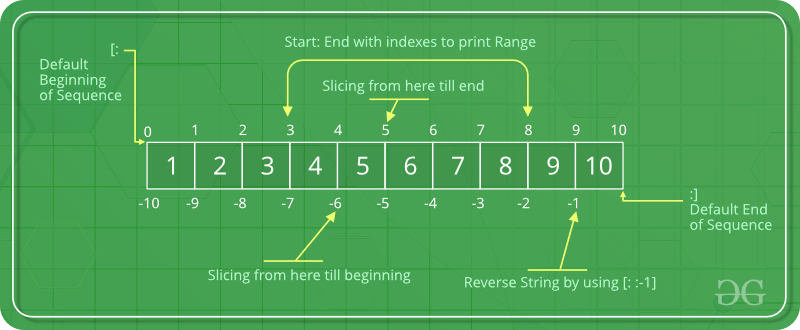 Start: End with indexes to print Range
[:
Default
Beginning
of Sequence
Slicing from here till end
0 1 2 3 4 5 6 7 8 9 10
1 2 3 4 5 6 7 8 9 10
-10 -9 -8 -7 -6 -5 -4 -3 -2 -1
:]
Default End
of Sequence
Slicing from here till beginning
Reverse String by using [: :-1]
GG